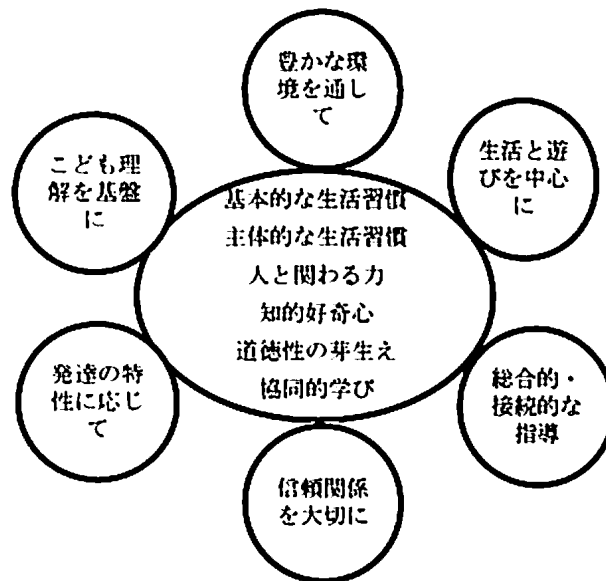 豊かな環
境を通し
て
生活と遊
びを中心
に
こども理
解を基盤
に
基本的な生活習慣
主体的な生活習慣
人と関わる力
知的好奇心
道徳性の芽生え
協同的学び
発達の特
性に応じ
て
総合的・
接続的な
指導
信頼関係
を大切に